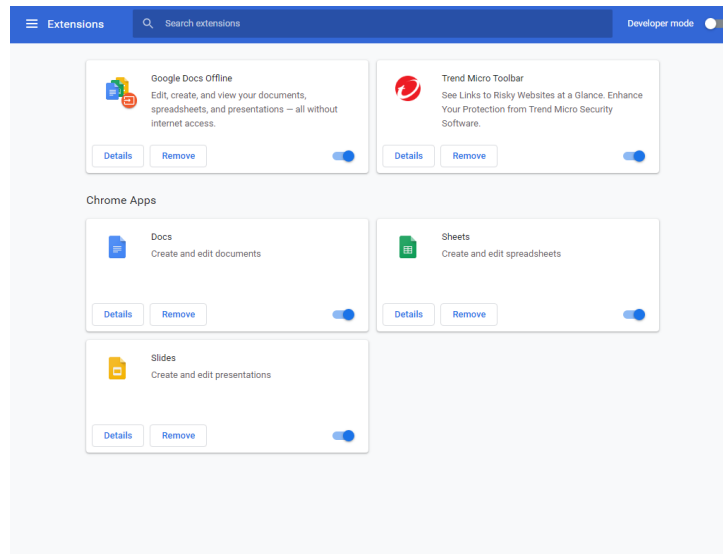 Extensions
Search extensions
Developer mode
Google Docs Offline
Edit, create, and view your documents,
spreadsheets, and presentations — all without
internet access.
Details
Remove
Trend Micro Toolbar
See Links to Risky Websites at a Glance. Enhance
Your Protection from Trend Micro Security
Software.
Details
Remove
Chrome Apps
Docs
Create and edit documents
Details
Remove
Sheets
Create and edit spreadsheets
Details
Remove
Slides
Create and edit presentations
Details
Remove